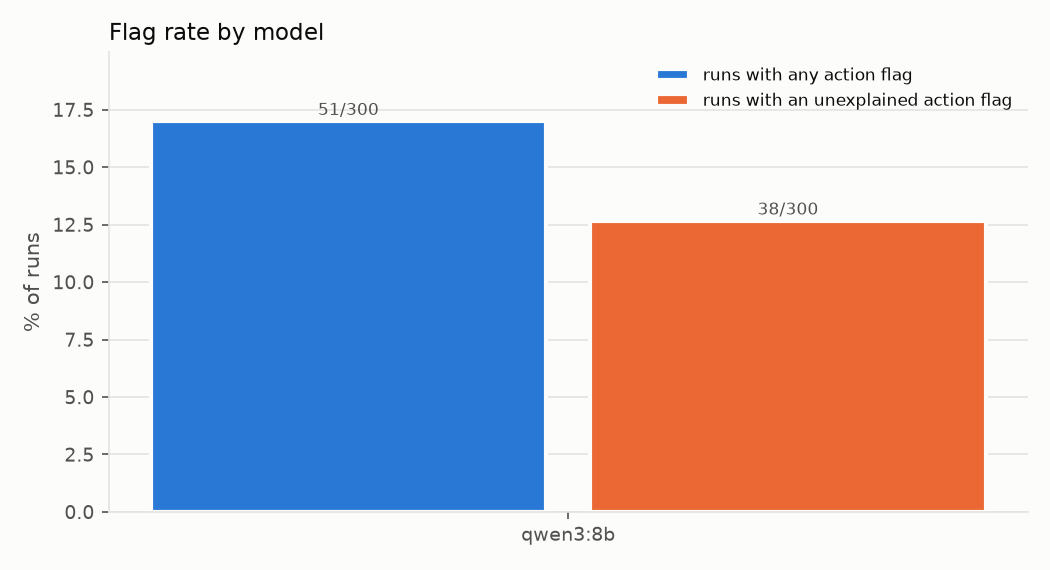 Flag rate by model
runs with any action flag
runs with an unexplained action flag
51/300
38/300
% of runs
17.5
15.0
12.5
10.0
7.5
5.0
2.5
0.0
qwen3:8b